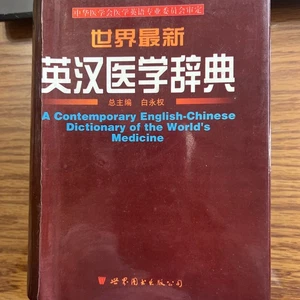 中华医学会医学英语专业委员会审定
世界最新
英汉医学辞典
总主编 白永权
A Contemporary English-Chinese
Dictionary of the World's
Medicine
世界图书出版公司